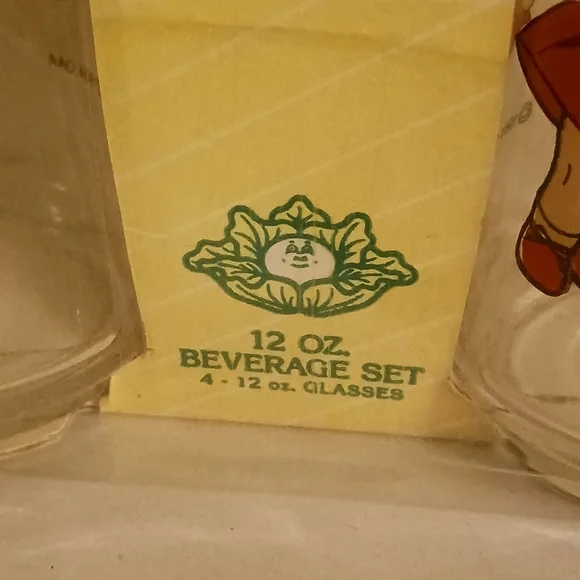 12 OZ.
BEVERAGE SET
4 - 12 oz. GLASSES